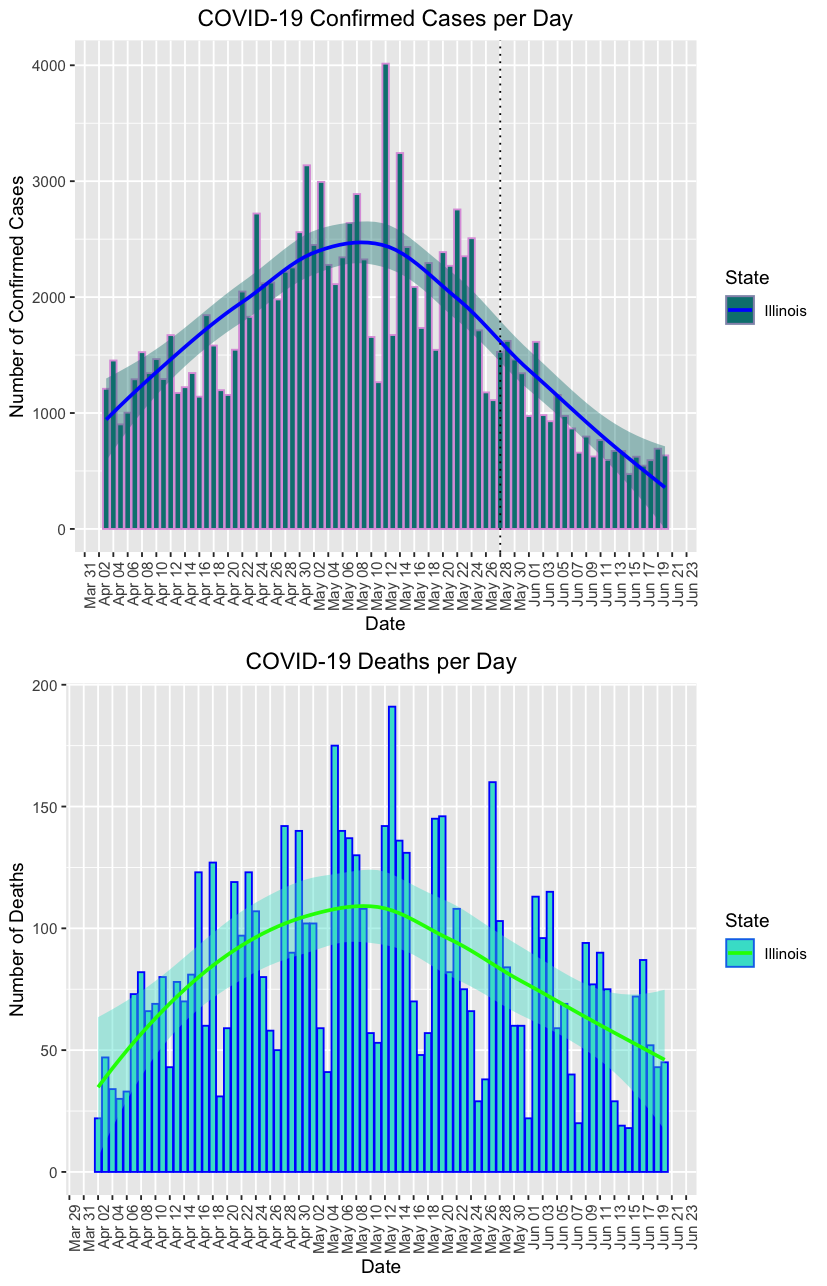 COVID-19 Confirmed Cases per Day
Number of Confirmed Cases
4000
3000
2000
1000
0
Mar 31
Apr 02
Apr 04
Apr 06
Apr 08
Apr 10
Apr 12
Apr 14
Apr 16
Apr 18
Apr 20
Apr 22
Apr 24
Apr 26
Apr 28
Apr 30
May 02
May 04
May 06
May 08
May 10
May 12
May 14
May 16
May 18
May 20
May 22
May 24
May 26
May 28
May 30
Jun 01
Jun 03
Jun 05
Jun 07
Jun 09
Jun 11
Jun 13
Jun 15
Jun 17
Jun 19
Jun 21
Jun 23
Date
State
Illinois
COVID-19 Deaths per Day
Number of Deaths
200
150
100
50
0
Mar 29
Mar 31
Apr 02
Apr 04
Apr 06
Apr 08
Apr 10
Apr 12
Apr 14
Apr 16
Apr 18
Apr 20
Apr 22
Apr 24
Apr 26
Apr 28
Apr 30
May 02
May 04
May 06
May 08
May 10
May 12
May 14
May 16
May 18
May 20
May 22
May 24
May 26
May 28
May 30
Jun 01
Jun 03
Jun 05
Jun 07
Jun 09
Jun 11
Jun 13
Jun 15
Jun 17
Jun 19
Jun 21
Jun 23
Date
State
Illinois